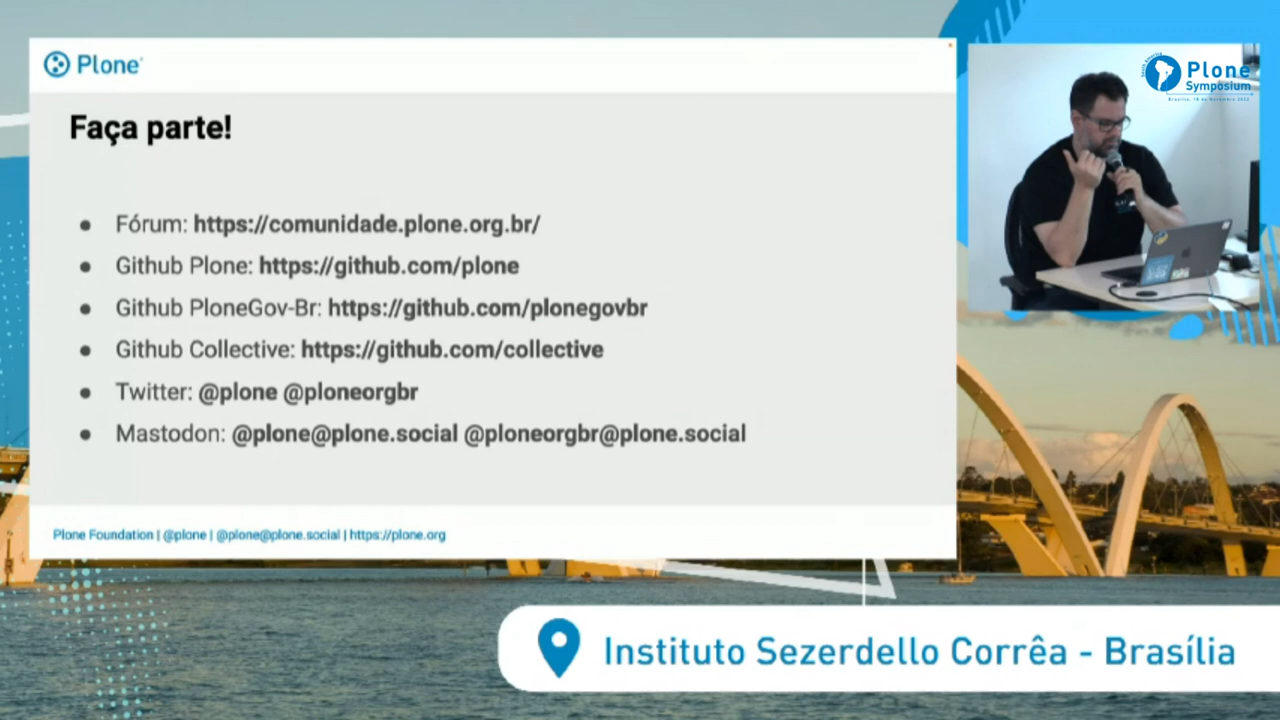 Plone
Faça parte!
● Fórum: https://comunidade.plone.org.br/
● Github Plone: https://github.com/plone
● Github PloneGov-Br: https://github.com/plonegovbr
● Github Collective: https://github.com/collective
● Twitter: @plone @ploneorgbr
● Mastodon: @plone@plone.social @ploneorgbr@plone.social
Plone Foundation | @plone | @plone@plone.social | https://plone.org
Plone
Symposium
Instituto Sezerdello Corrêa - Brasília